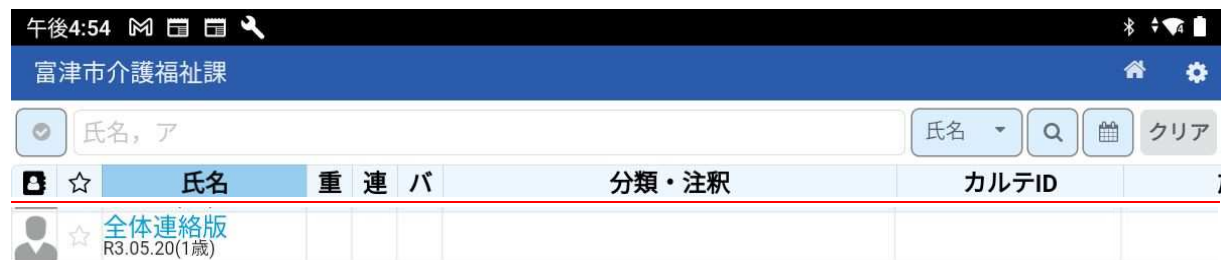 午後4:54
富津市介護福祉課
氏名，ア 氏名 クリア
氏名 重 連 バ 分類・注釈 カルテID
全体連絡版
R3.05.20(1歳)